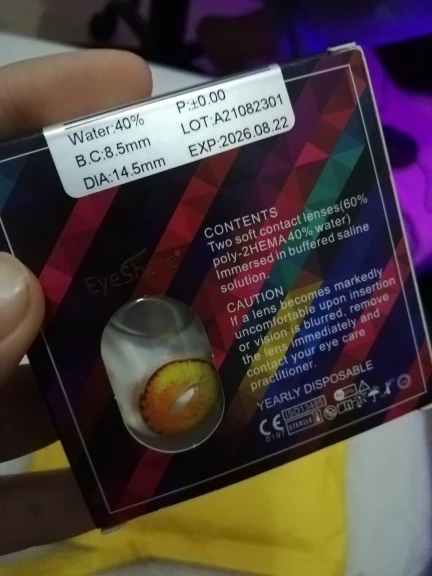 Water:40%
P:±0.00
B.C:8.5mm
LOT:A21082301
DIA:14.5mm
EXP:2026.08.22
EyeShare®
CONTENTS
Two soft contact lenses(60%
poly-2HEMA 40% water)
Immersed in buffered saline
solution.
CAUTION
If a lens becomes markedly
uncomfortable upon insertion
or vision is blurred, remove
the lens immediately and
contact your eye care
practitioner.
YEARLY DISPOSABLE
CE
ISO13485
STERILE